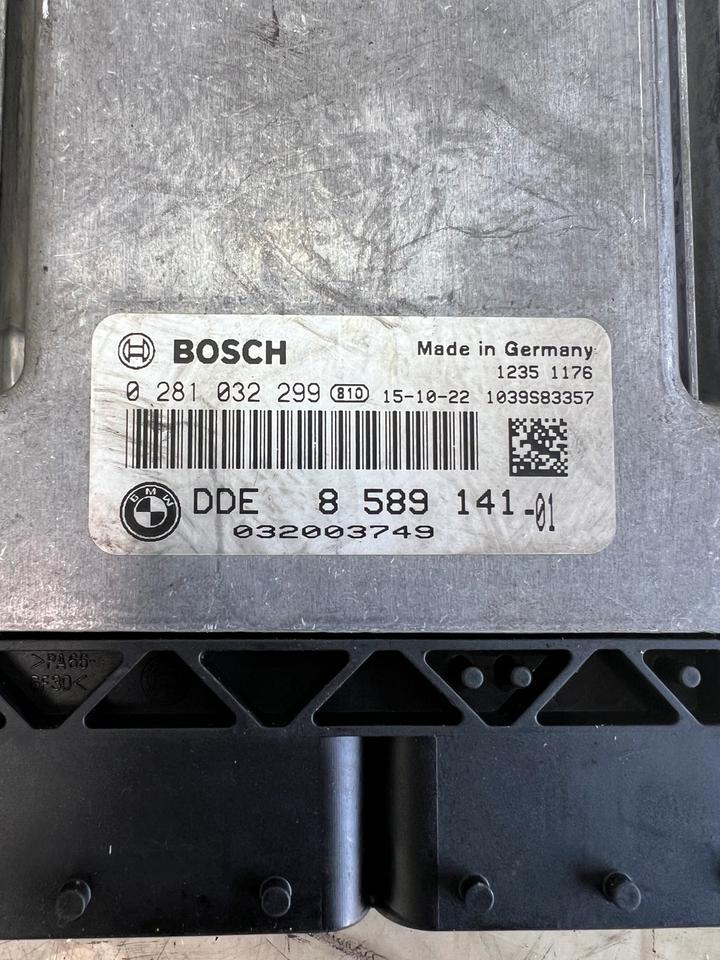 BOSCH
Made in Germany
1235 1176
0 281 032 299 810 15-10-22 1039S83357
BMW
DDE 8 589 141-01
032003749
>PA66-
GF30<